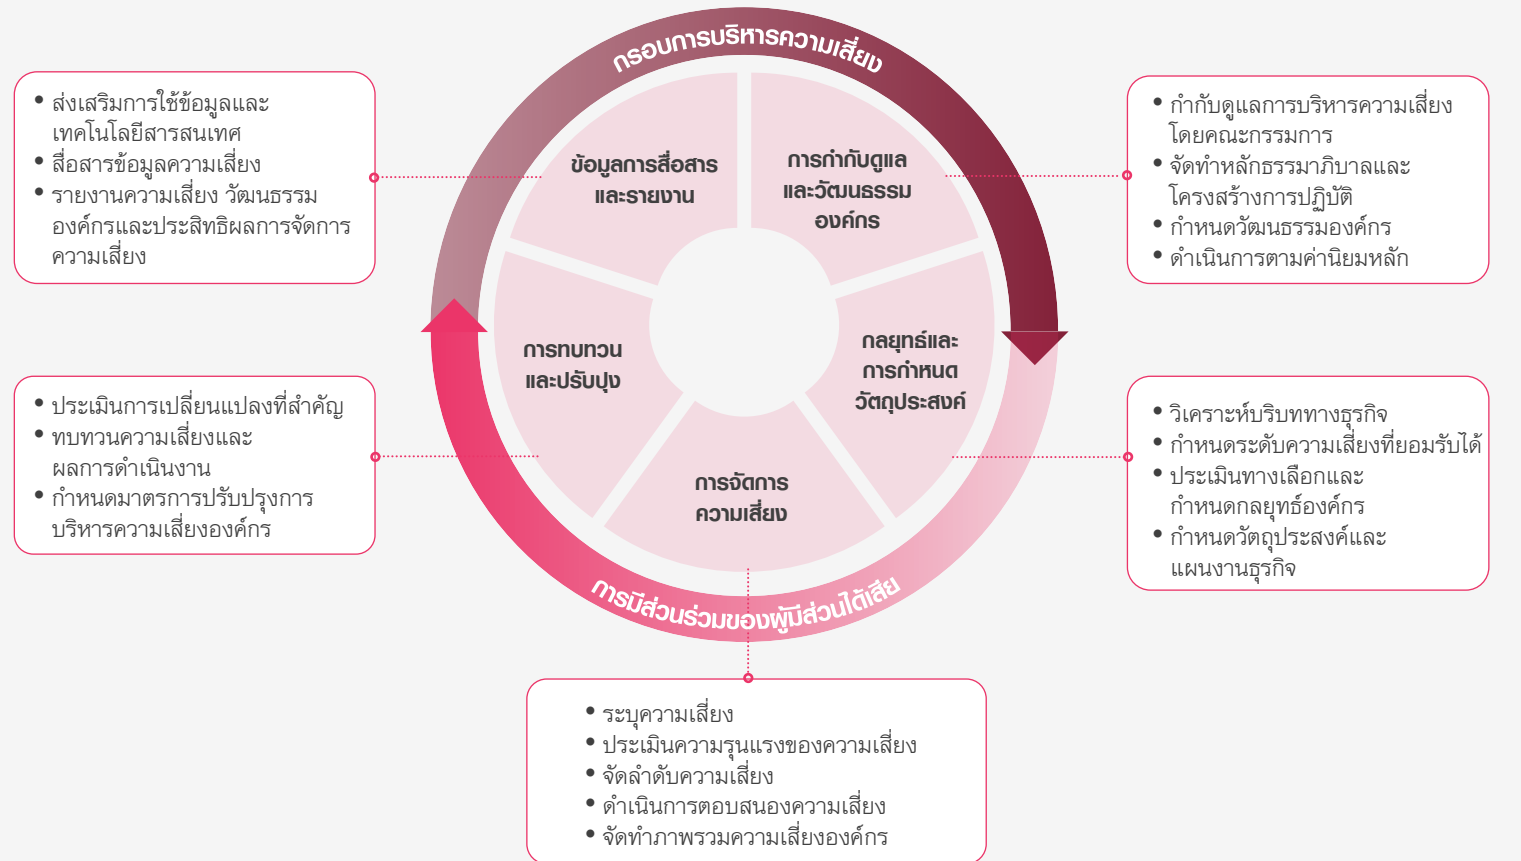 กรอบการบริหารความเสี่ยง
ข้อมูลการสื่อสาร
และรายงาน
การกำกับดูแล
และวัฒนธรรม
องค์กร
กลยุทธ์และ
การกำหนด
วัตถุประสงค์
การจัดการ
ความเสี่ยง
การทบทวน
และปรับปุง
การมีส่วนร่วมของผู้มีส่วนได้เสีย
• ส่งเสริมการใช้ข้อมูลและ
เทคโนโลยีสารสนเทศ
• สื่อสารข้อมูลความเสี่ยง
• รายงานความเสี่ยง วัฒนธรรม
องค์กรและประสิทธิผลการจัดการ
ความเสี่ยง
• กำกับดูแลการบริหารความเสี่ยง
โดยคณะกรรมการ
• จัดทำหลักธรรมาภิบาลและ
โครงสร้างการปฏิบัติ
• กำหนดวัฒนธรรมองค์กร
• ดำเนินการตามค่านิยมหลัก
• ประเมินการเปลี่ยนแปลงที่สำคัญ
• ทบทวนความเสี่ยงและ
ผลการดำเนินงาน
• กำหนดมาตรการปรับปรุงการ
บริหารความเสี่ยงองค์กร
• วิเคราะห์บริบททางธุรกิจ
• กำหนดระดับความเสี่ยงที่ยอมรับได้
• ประเมินทางเลือกและ
กำหนดกลยุทธ์องค์กร
• กำหนดวัตถุประสงค์และ
แผนงานธุรกิจ
• ระบุความเสี่ยง
• ประเมินความรุนแรงของความเสี่ยง
• จัดลำดับความเสี่ยง
• ดำเนินการตอบสนองความเสี่ยง
• จัดทำภาพรวมความเสี่ยงองค์กร